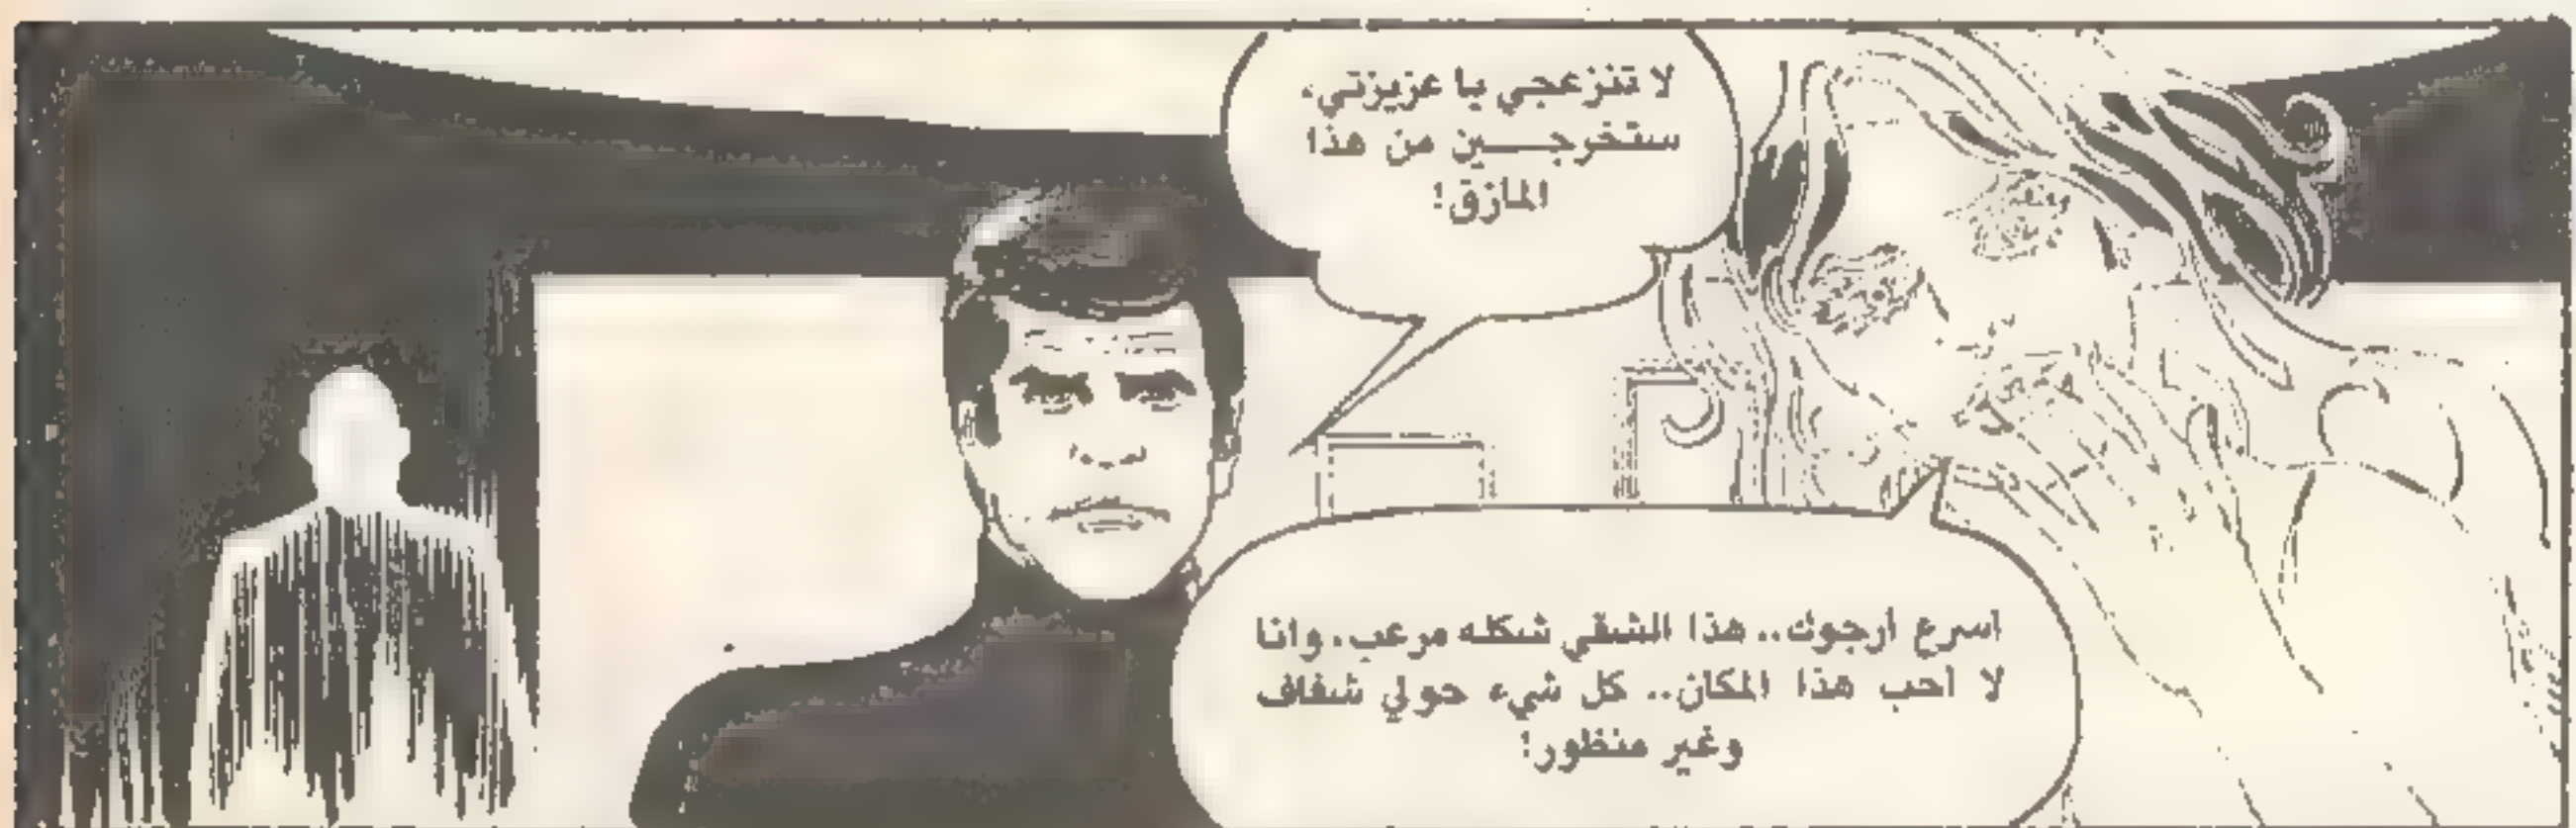 لا تنزعجي يا عزيزتي،
ستخرجـــين من هذا
المازق!
اسرع ارجوك.. هذا الشقي شكله مرعب، وانا
لا احب هذا المكان.. كل شيء حولي شفاف
وغير منظور!